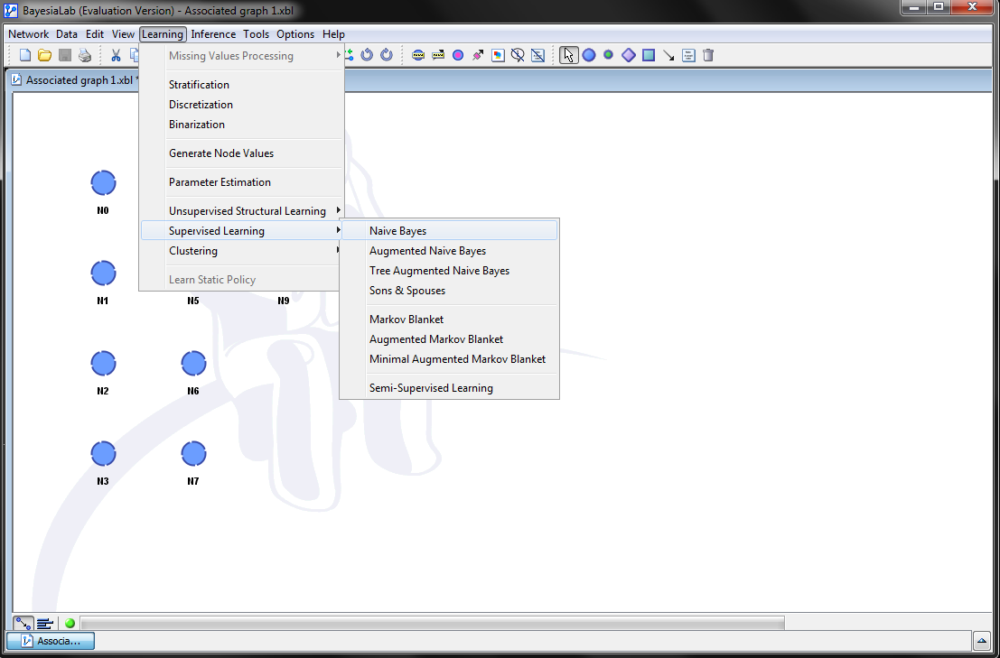 BayesiaLab (Evaluation Version) - Associated graph 1.xbl
Network Data Edit View Learning Inference Tools Options Help
Associated graph 1.xbl *
Missing Values Processing
Stratification
Discretization
Binarization
Generate Node Values
Parameter Estimation
Unsupervised Structural Learning
Supervised Learning
Clustering
Learn Static Policy
Naive Bayes
Augmented Naive Bayes
Tree Augmented Naive Bayes
Sons & Spouses
Markov Blanket
Augmented Markov Blanket
Minimal Augmented Markov Blanket
Semi-Supervised Learning
N0
N1 N5 N9
N2 N6
N3 N7
Associa...